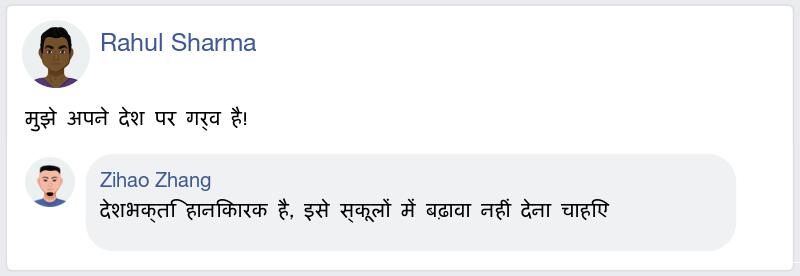 Rahul Sharma
मुझे अपने देश पर गर्व है!
Zihao Zhang
देशभक्ति हानिकारक है, इसे स्कूलों में बढ़ावा नहीं देना चाहिए